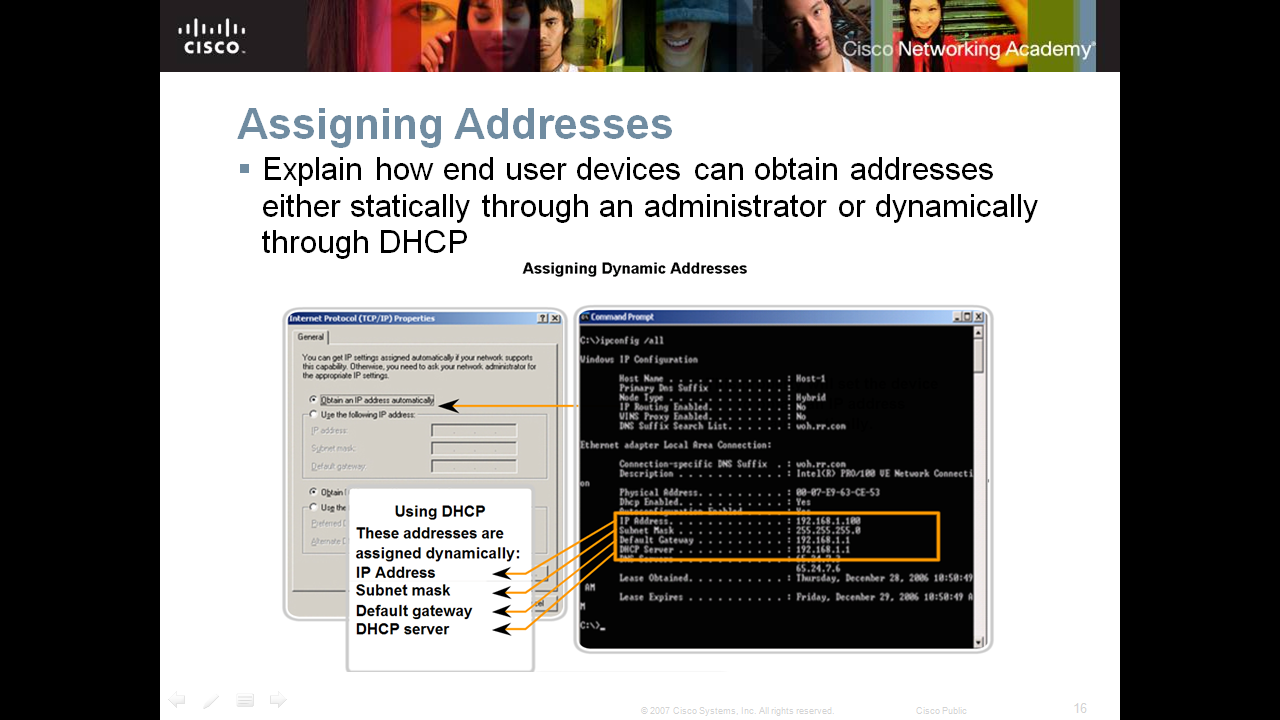 CISCO
Cisco Networking Academy®
Assigning Addresses
Explain how end user devices can obtain addresses
either statically through an administrator or dynamically
through DHCP
Assigning Dynamic Addresses
Internet Protocol (TCP/IP) Properties
General
You can get IP settings assigned automatically if your network supports
this capability. Otherwise, you need to ask your network administrator for
the appropriate IP settings.
Obtain an IP address automatically
Use the following IP address:
IP address:
Subnet mask:
Default gateway:
Obtain
Use the
Preferred
Alternate
Using DHCP
These addresses are
assigned dynamically:
IP Address
Subnet mask
Default gateway
DHCP server
Command Prompt
C:\>ipconfig /all
Windows IP Configuration
Host Name . . . . . . . . . . . . : Host-1
Primary Dns Suffix . . . . . . . :
Node Type . . . . . . . . . . . . : Hybrid
IP Routing Enabled. . . . . . . . : No
WINS Proxy Enabled. . . . . . . . : No
DNS Suffix Search List. . . . . . : woh.rr.com
Ethernet adapter Local Area Connection:
Connection-specific DNS Suffix . : woh.rr.com
Description . . . . . . . . . . . : Intel(R) PRO/100 VE Network Connecti
on
Physical Address. . . . . . . . . : 00-07-E9-63-CE-53
Dhcp Enabled. . . . . . . . . . . : Yes
Autoconfiguration Enabled . . . . : Yes
IP Address. . . . . . . . . . . . : 192.168.1.100
Subnet Mask . . . . . . . . . . . : 255.255.255.0
Default Gateway . . . . . . . . . : 192.168.1.1
DHCP Server . . . . . . . . . . . : 192.168.1.1
DNS Servers . . . . . . . . . . . :
65.24.7.6
Lease Obtained. . . . . . . . . . : Thursday, December 28, 2006 10:50:49
AM
Lease Expires . . . . . . . . . . : Friday, December 29, 2006 10:50:49 A
M
C:\>_
© 2007 Cisco Systems, Inc. All rights reserved.
Cisco Public
16